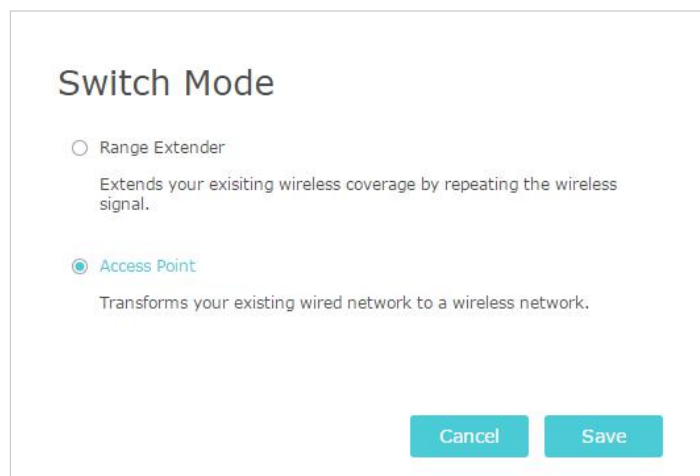 Switch Mode
Range Extender
Extends your exisiting wireless coverage by repeating the wireless
signal.
Access Point
Transforms your existing wired network to a wireless network.
Cancel
Save